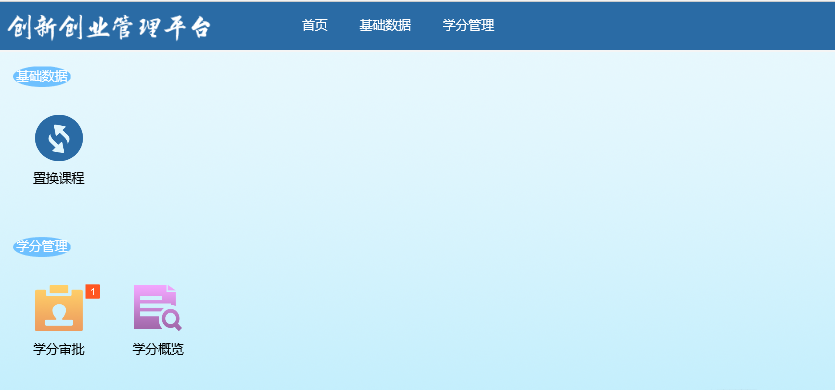 创新创业管理平台
首页 基础数据 学分管理
基础数据
置换课程
学分管理
1
学分审批 学分概览